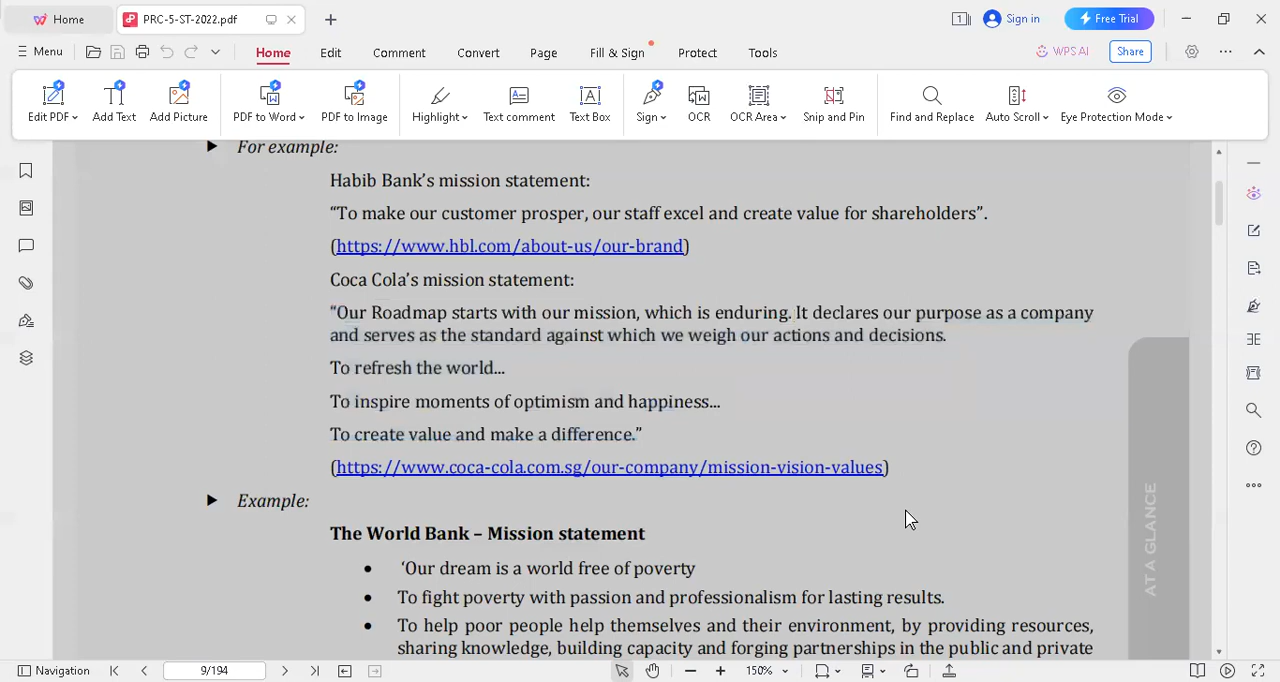 Home
PRC-5-ST-2022.pdf
Sign in
Free Trial
Menu
Home
Edit
Comment
Convert
Page
Fill & Sign
Protect
Tools
WPS AI
Share
Edit PDF
Add Text
Add Picture
PDF to Word
PDF to Image
Highlight
Text comment
Text Box
Sign
OCR
OCR Area
Snip and Pin
Find and Replace
Auto Scroll
Eye Protection Mode
For example:
Habib Bank's mission statement:
“To make our customer prosper, our staff excel and create value for shareholders”.
(https://www.hbl.com/about-us/our-brand)
Coca Cola's mission statement:
“Our Roadmap starts with our mission, which is enduring. It declares our purpose as a company
and serves as the standard against which we weigh our actions and decisions.
To refresh the world...
To inspire moments of optimism and happiness...
To create value and make a difference.”
(https://www.coca-cola.com.sg/our-company/mission-vision-values)
Example:
The World Bank – Mission statement
• ‘Our dream is a world free of poverty
• To fight poverty with passion and professionalism for lasting results.
• To help poor people help themselves and their environment, by providing resources,
sharing knowledge, building capacity and forging partnerships in the public and private
AT A GLANCE
Navigation
9/194
150%